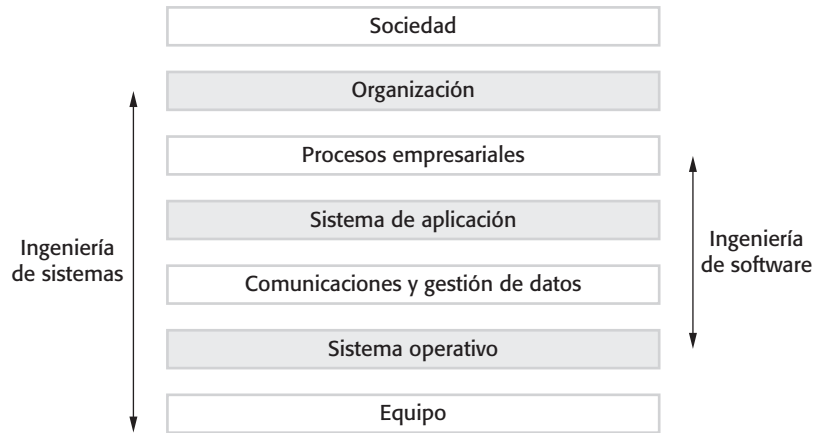 Sociedad
Organización
Procesos empresariales
Sistema de aplicación
Ingeniería
de sistemas
Ingeniería
de software
Comunicaciones y gestión de datos
Sistema operativo
Equipo